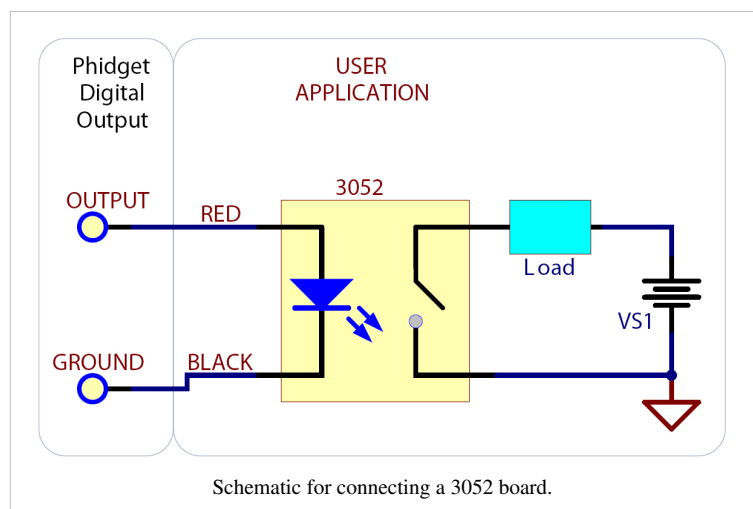 Phidget
Digital
Output
USER
APPLICATION
3052
OUTPUT
RED
Load
VS1
GROUND
BLACK
Schematic for connecting a 3052 board.